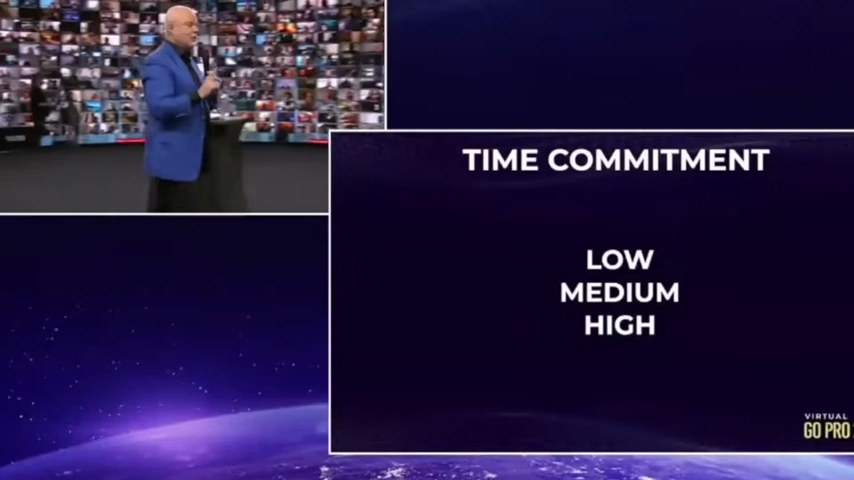 TIME COMMITMENT
LOW
MEDIUM
HIGH
VIRTUAL
GO PRO